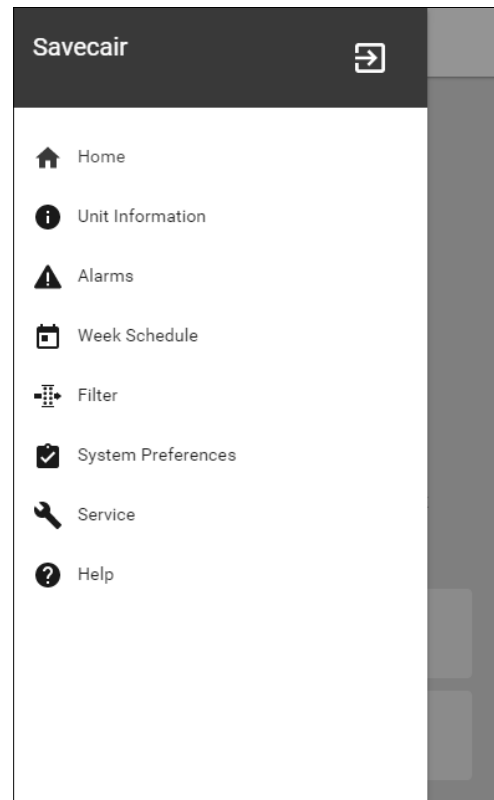 Savecair
Home
Unit Information
Alarms
Week Schedule
Filter
System Preferences
Service
Help